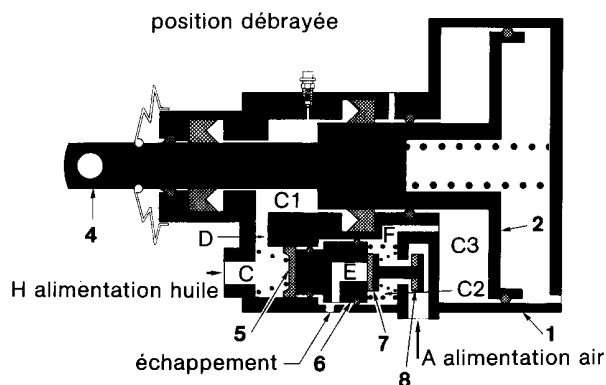 position débrayée
C1
4
D
F
C3
2
C
E
H alimentation huile
C2
5
6
7
1
échappement
8
A alimentation air